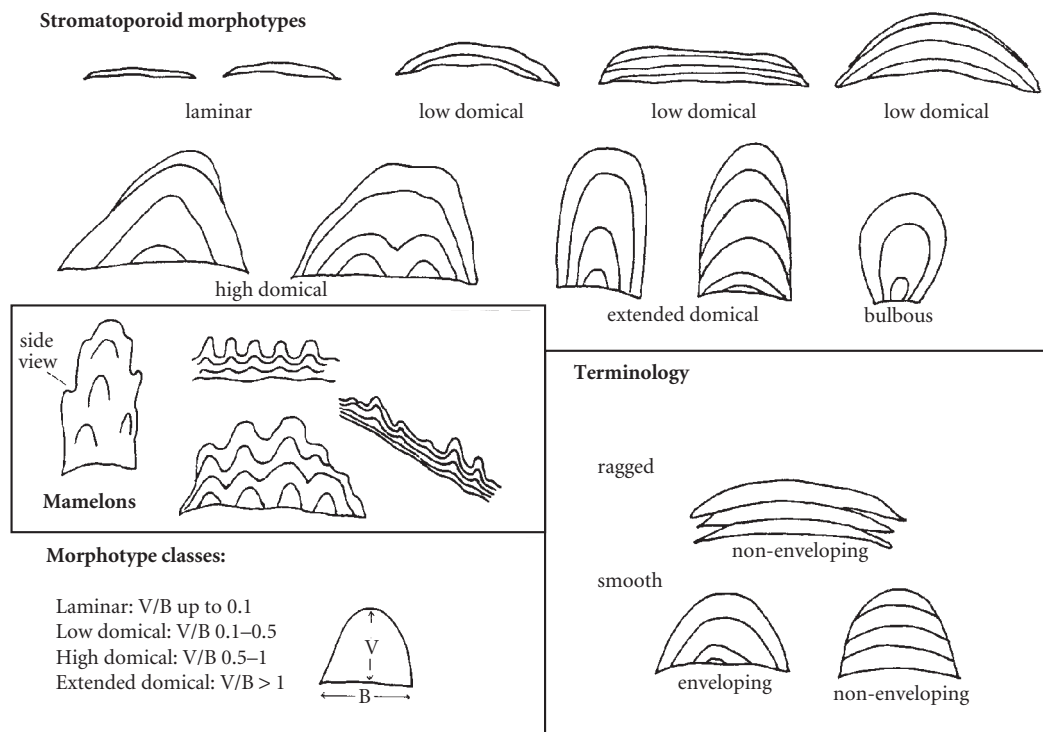 Stromatoporoid morphotypes
laminar
low domical
low domical
low domical
high domical
extended domical
bulbous
side
view
Mamelons
Terminology
ragged
non-enveloping
smooth
enveloping
non-enveloping
Morphotype classes:
Laminar: V/B up to 0.1
Low domical: V/B 0.1–0.5
High domical: V/B 0.5–1
Extended domical: V/B > 1
V
B